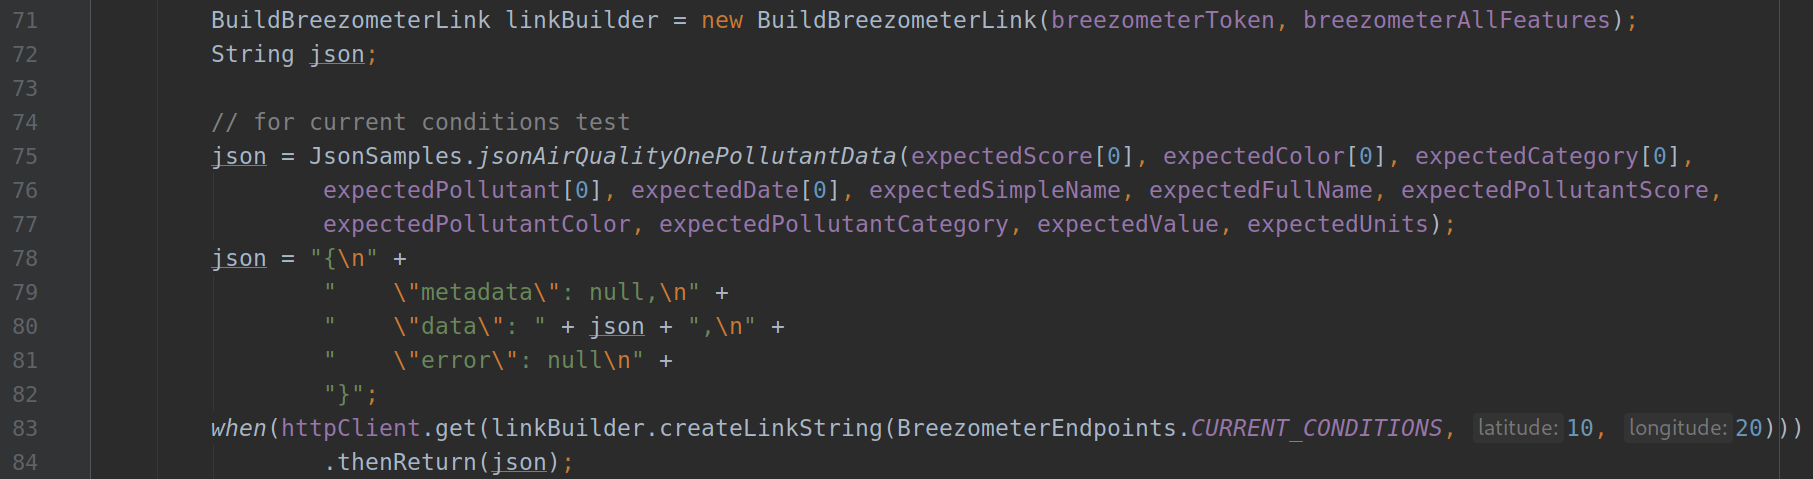 71 BuildBreezometerLink linkBuilder = new BuildBreezometerLink(breezometerToken, breezometerAllFeatures);
72 String json;
73
74 // for current conditions test
75 json = JsonSamples.jsonAirQualityOnePollutantData(expectedScore[0], expectedColor[0], expectedCategory[0],
76         expectedPollutant[0], expectedDate[0], expectedSimpleName, expectedFullName, expectedPollutantScore,
77         expectedPollutantColor, expectedPollutantCategory, expectedValue, expectedUnits);
78 json = "{\n" +
79         "    \"metadata\": null,\n" +
80         "    \"data\": " + json + ",\n" +
81         "    \"error\": null\n" +
82         "}";
83 when(httpClient.get(linkBuilder.createLinkString(BreezometerEndpoints.CURRENT_CONDITIONS, latitude: 10, longitude: 20)))
84         .thenReturn(json);